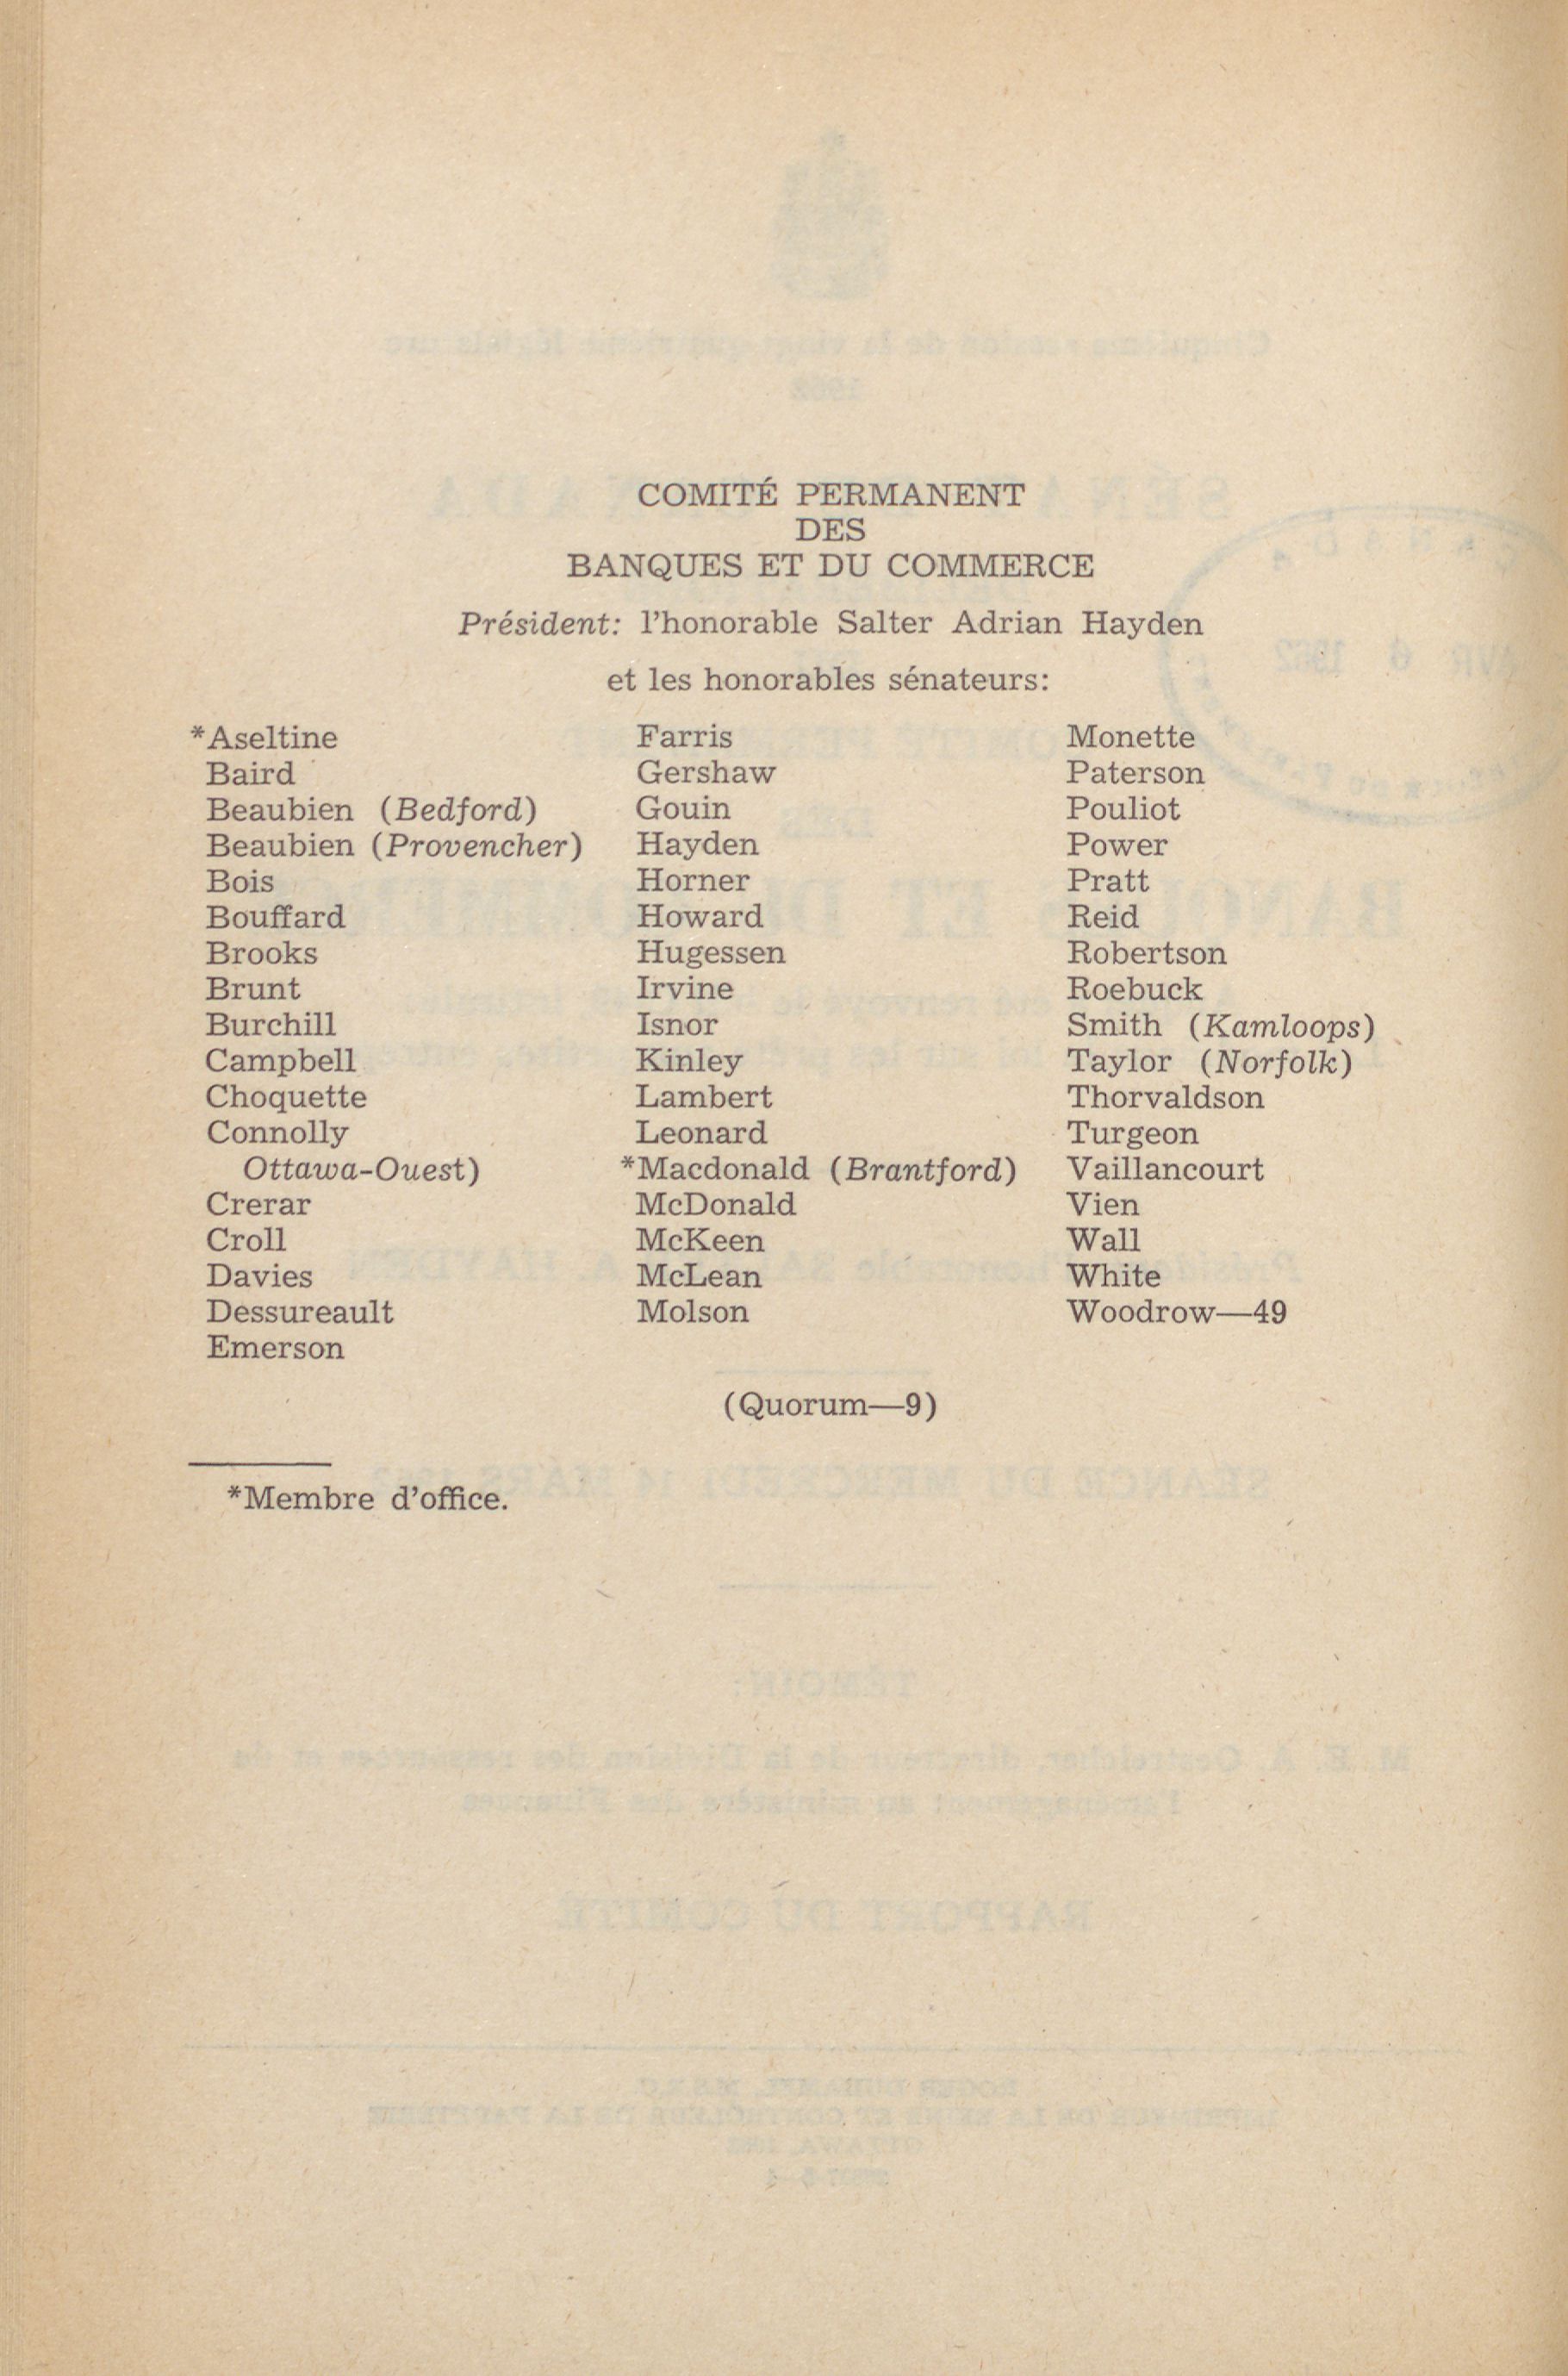 COMITÉ PERMANENT
DES
BANQUES ET DU COMMERCE
Président: l'honorable Salter Adrian Hayden
et les honorables sénateurs:
*Aseltine
Baird
Beaubien (Bedford)
Beaubien (Provencher)
Bois
Bouffard
Brooks
Brunt
Burchill
Campbell
Choquette
Connolly
Ottawa-Ouest)
Crerar
Croll
Davies
Dessureault
Emerson
Farris
Gershaw
Gouin
Hayden
Horner
Howard
Hugessen
Irvine
Isnor
Kinley
Lambert
Leonard
*Macdonald (Brantford)
McDonald
McKeen
McLean
Molson
Monette
Paterson
Pouliot
Power
Pratt
Reid
Robertson
Roebuck
Smith (Kamloops)
Taylor (Norfolk)
Thorvaldson
Turgeon
Vaillancourt
Vien
Wall
White
Woodrow—49
(Quorum—9)
*Membre d'office.